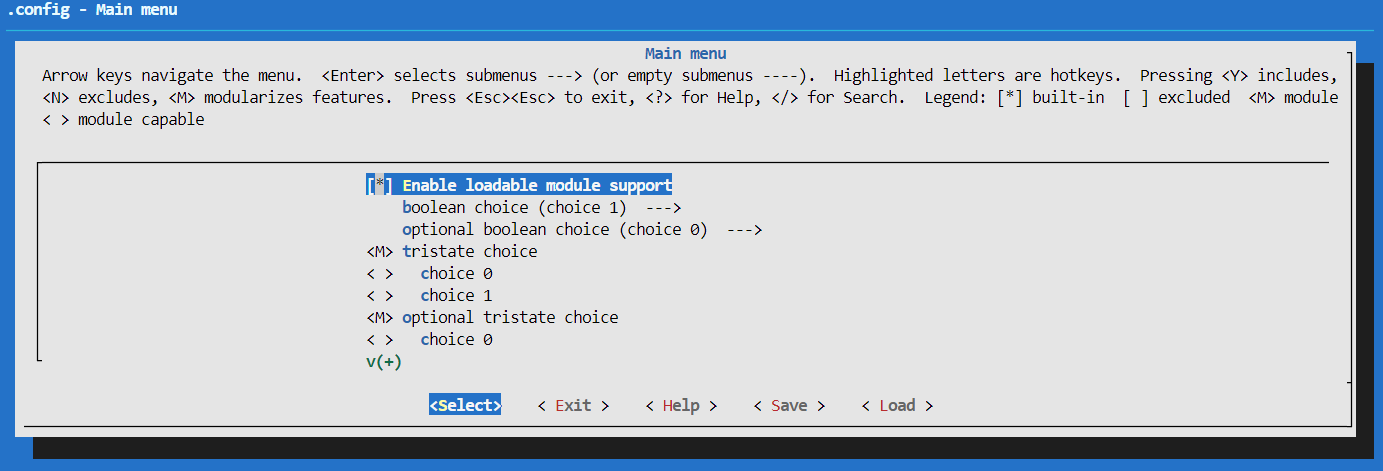 .config - Main menu
Main menu
Arrow keys navigate the menu.  <Enter> selects submenus ---> (or empty submenus ----).  Highlighted letters are hotkeys.  Pressing <Y> includes,
<N> excludes, <M> modularizes features.  Press <Esc><Esc> to exit, <?> for Help, </> for Search.  Legend: [*] built-in  [ ] excluded  <M> module
< > module capable
[*] Enable loadable module support
boolean choice (choice 1)  --->
optional boolean choice (choice 0)  --->
<M> tristate choice
< >   choice 0
< >   choice 1
<M> optional tristate choice
< >   choice 0
v(+)
<Select>    < Exit >    < Help >    < Save >    < Load >